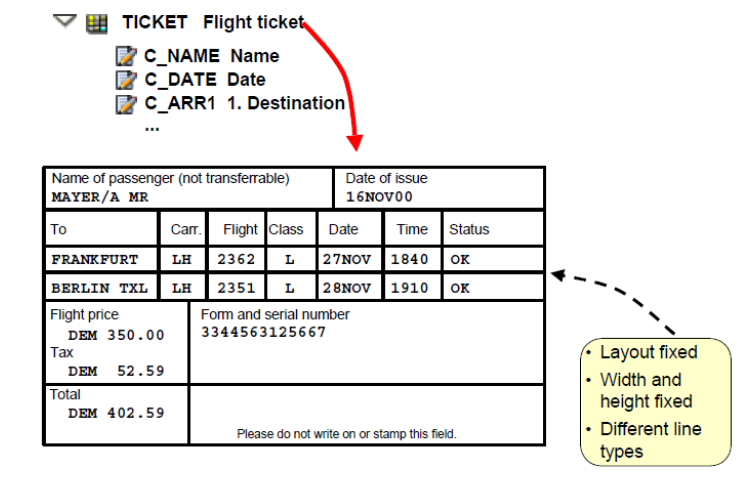 TICKET Flight ticket
C_NAME Name
C_DATE Date
C_ARR1 1. Destination
...
Name of passenger (not transferrable) Date of issue
MAYER/A MR 16NOV00
To Carr. Flight Class Date Time Status
FRANKFURT LH 2362 L 27NOV 1840 OK
BERLIN TXL LH 2351 L 28NOV 1910 OK
Flight price Form and serial number
DEM 350.00 3344563125667
Tax
DEM 52.59
Total
DEM 402.59
Please do not write on or stamp this field.
• Layout fixed
• Width and
height fixed
• Different line
types